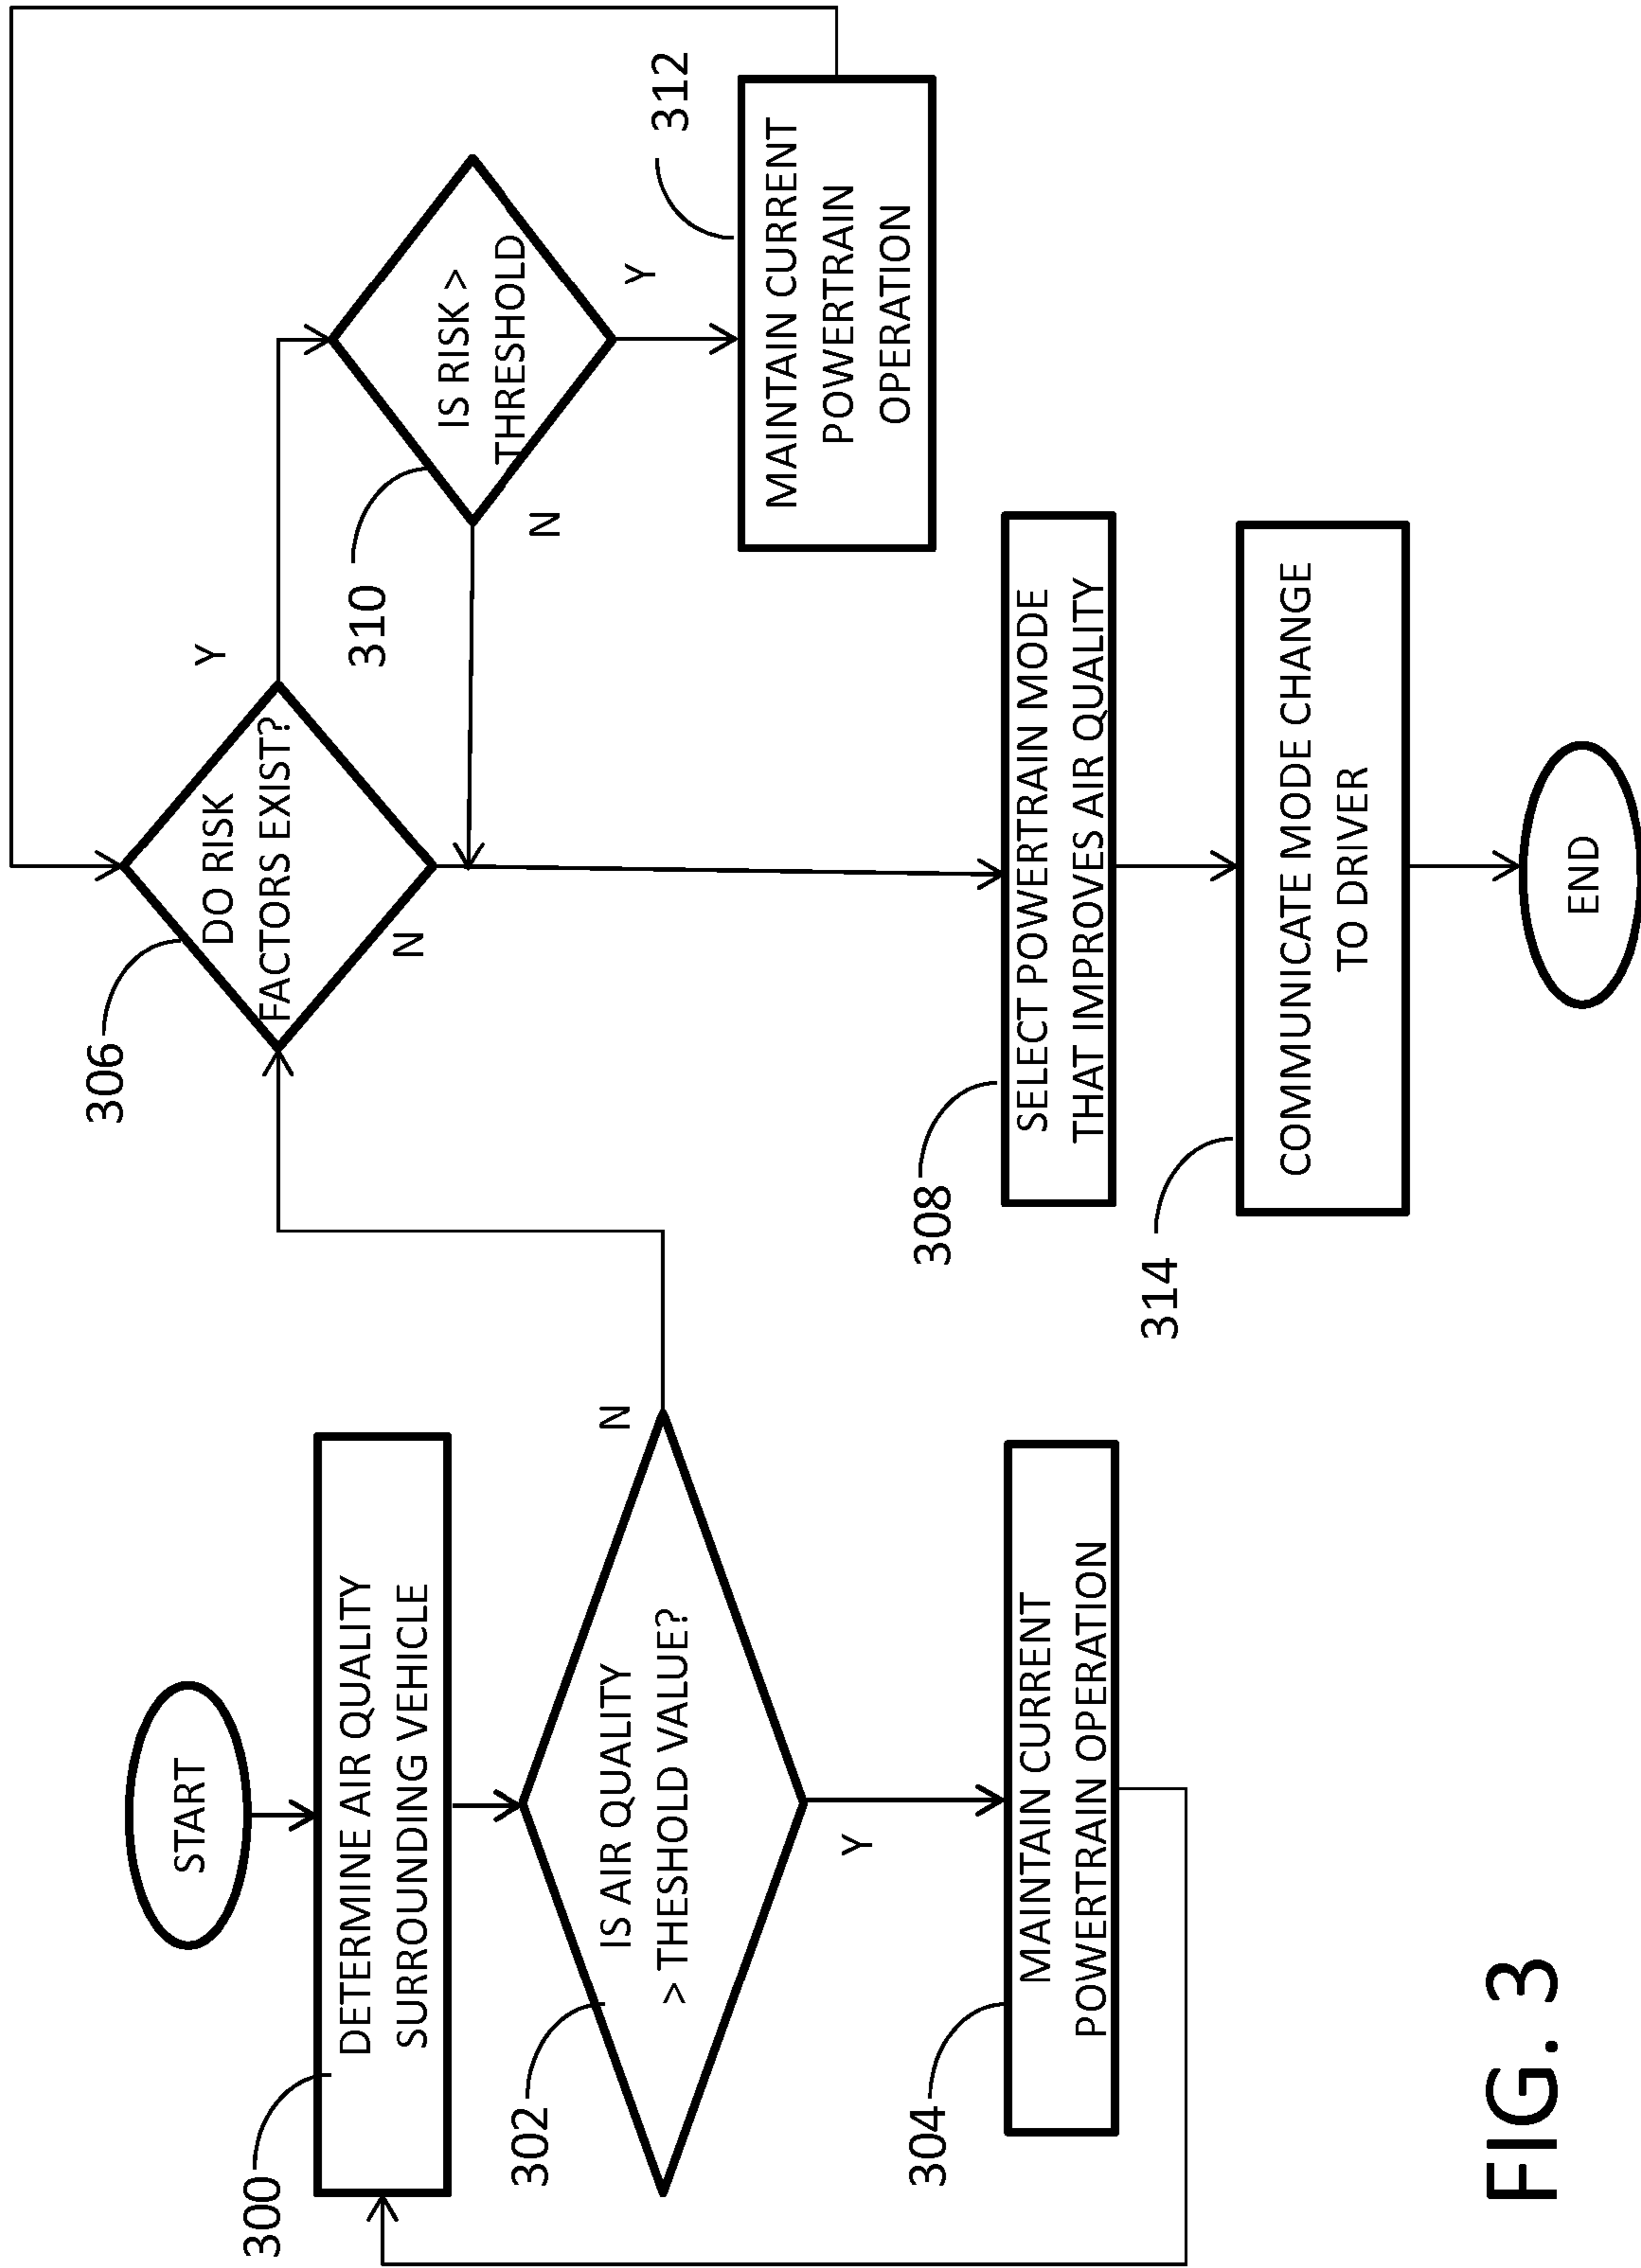 START
300
DETERMINE AIR QUALITY
SURROUNDING VEHICLE
302
IS AIR QUALITY
> THESHOLD VALUE?
N
Y
304
MAINTAIN CURRENT
POWERTRAIN OPERATION
306
DO RISK
FACTORS EXIST?
Y
N
310
IS RISK >
THRESHOLD
N
Y
312
MAINTAIN CURRENT
POWERTRAIN
OPERATION
308
SELECT POWERTRAIN MODE
THAT IMPROVES AIR QUALITY
314
COMMUNICATE MODE CHANGE
TO DRIVER
END
FIG. 3